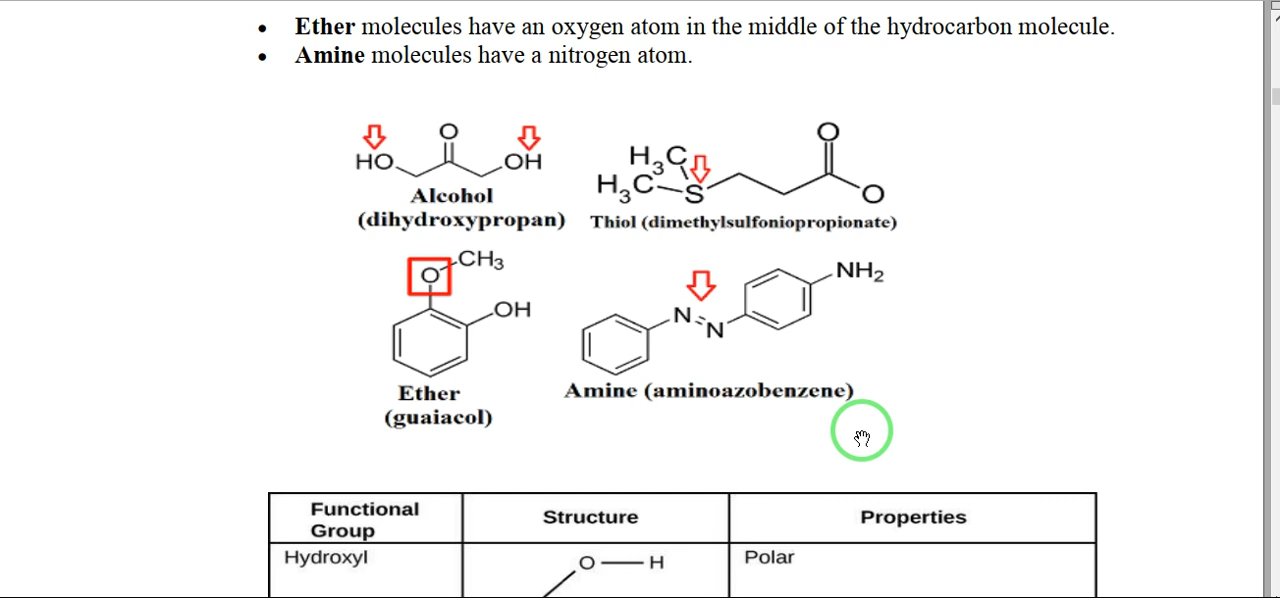 • Ether molecules have an oxygen atom in the middle of the hydrocarbon molecule.
• Amine molecules have a nitrogen atom.
HO O OH
Alcohol
(dihydroxypropan)
H3C H3C S O O
Thiol (dimethylsulfoniopropionate)
O CH3
OH
Ether
(guaiacol)
N N NH2
Amine (aminoazobenzene)
Functional Group Structure Properties
Hydroxyl O H Polar